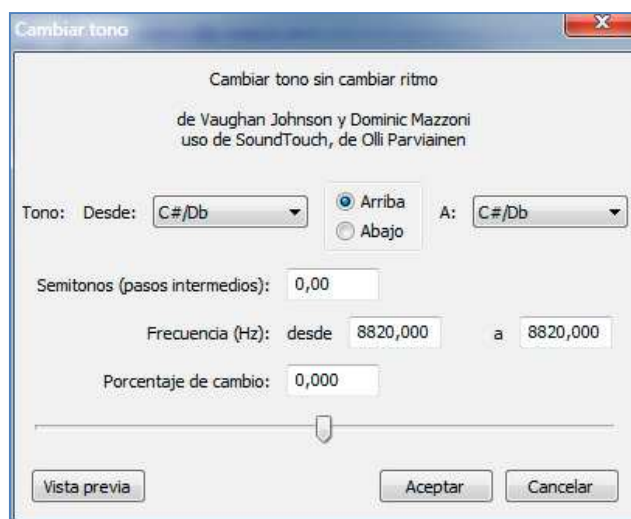 Cambiar tono
Cambiar tono sin cambiar ritmo
de Vaughan Johnson y Dominic Mazzoni
uso de SoundTouch, de Olli Parviainen
Arriba
Tono: Desde: C#/Db A: C#/Db
Abajo
Semitonos (pasos intermedios): 0,00
Frecuencia (Hz): desde 8820,000 a 8820,000
Porcentaje de cambio: 0,000
Vista previa Aceptar Cancelar